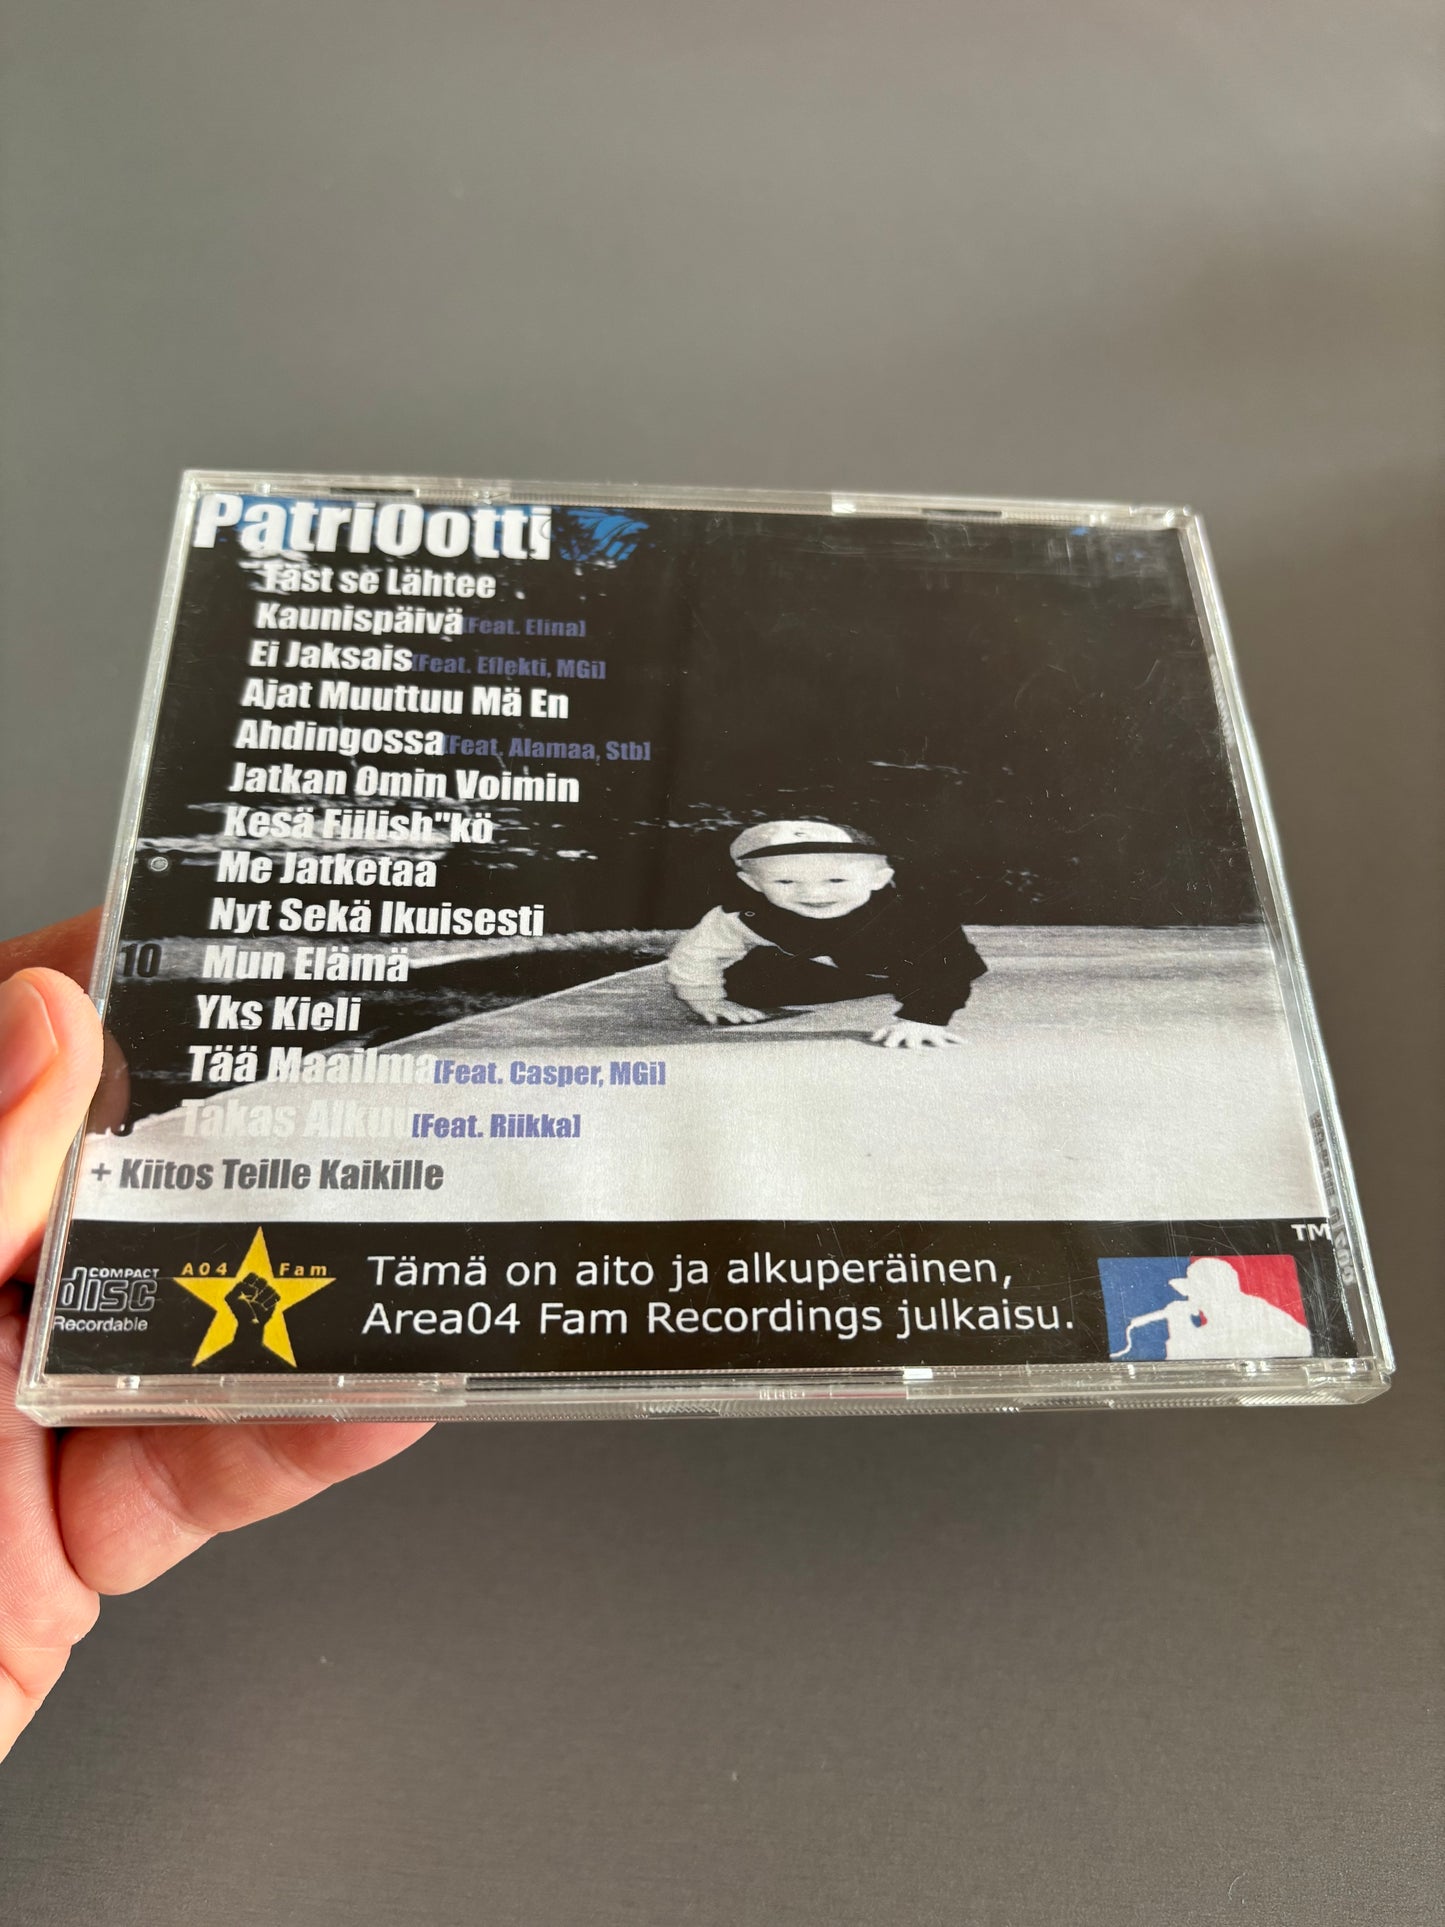 PatriOotti
Täst se Lähtee
Kaunispäivä [Feat. Elina]
Ei Jaksais [Feat. Eflekti, MGi]
Ajat Muuttuu Mä En
Ahdingossa [Feat. Alamaa, Stb]
Jatkan Omin Voimin
Kesä Fiilish"kö
Me Jatketaa
Nyt Sekä Ikuisesti
10 Mun Elämä
Yks Kieli
Tää Maailma [Feat. Casper, MGi]
Takas Alkuu [Feat. Riikka]
+ Kiitos Teille Kaikille
COMPACT
disc
Recordable
A04 Fam
Tämä on aito ja alkuperäinen,
Area04 Fam Recordings julkaisu.
TM